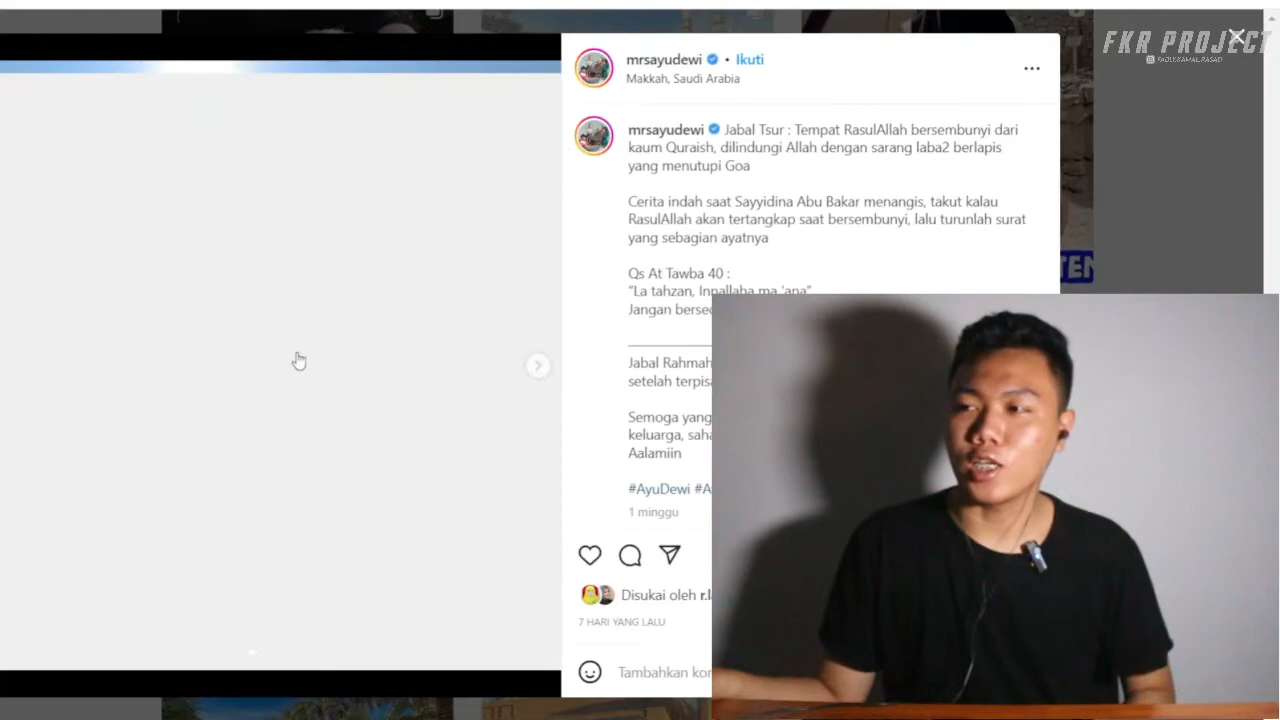 FKR PROJECT
mrsayudewi • Ikuti
Makkah, Saudi Arabia
mrsayudewi Jabal Tsur : Tempat RasulAllah bersembunyi dari
kaum Quraish, dilindungi Allah dengan sarang laba2 berlapis
yang menutupi Goa
Cerita indah saat Sayyidina Abu Bakar menangis, takut kalau
RasulAllah akan tertangkap saat bersembunyi, lalu turunlah surat
yang sebagian ayatnya
Qs At Tawba 40 :
"La tahzan, Innallaha ma 'ana"
Jangan
Jabal Rahmah
setelah
Semoga yang
keluarga,
Aalamiin
#AyuDewi
1 minggu
Disukai oleh
7 HARI YANG LALU
Tambahkan